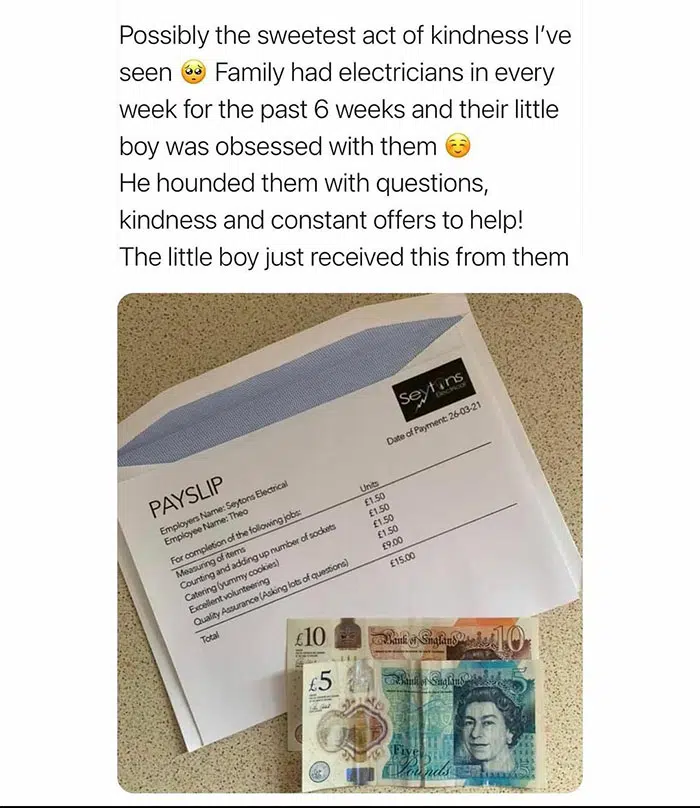 Possibly the sweetest act of kindness I've
seen 🥺 Family had electricians in every
week for the past 6 weeks and their little
boy was obsessed with them ☺️
He hounded them with questions,
kindness and constant offers to help!
The little boy just received this from them
seytons
Electrical
Date of Payment: 26-03-21
PAYSLIP
Employers Name: Seytons Electrical
Employee Name: Theo
For completion of the following jobs: Units
Measuring of items £1.50
Counting and adding up number of sockets £1.50
Catering (yummy cookies) £1.50
Excellent volunteering £1.50
Quality Assurance (Asking lots of questions) £9.00
Total £15.00
£10 Bank of England 10
£5 Bank of England
Five
Pounds